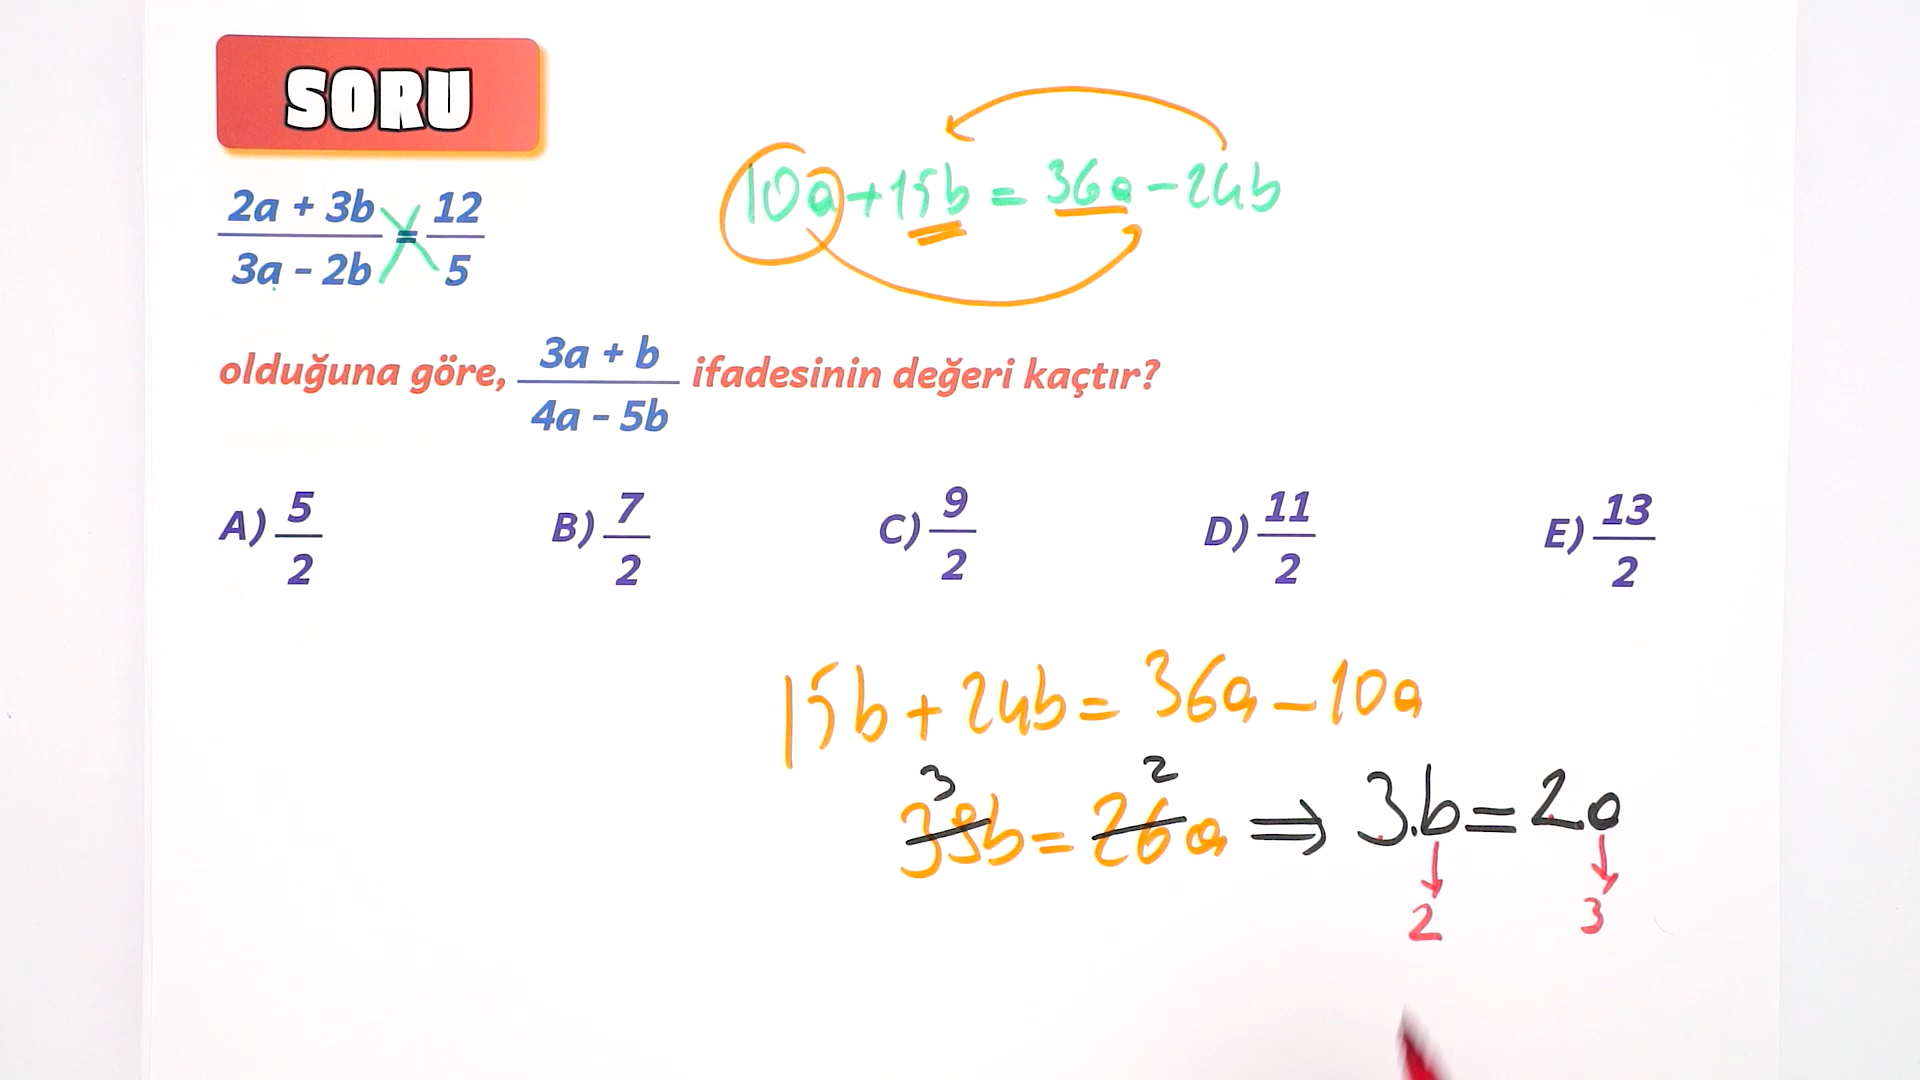 SORU
10a + 15b = 36a - 24b
2a + 3b / 3a - 2b = 12 / 5
olduğuna göre, 3a + b / 4a - 5b ifadesinin değeri kaçtır?
A) 5/2 B) 7/2 C) 9/2 D) 11/2 E) 13/2
15b + 24b = 36a - 10a
3 2
39b = 26a ⇒ 3.b = 2a
2 3